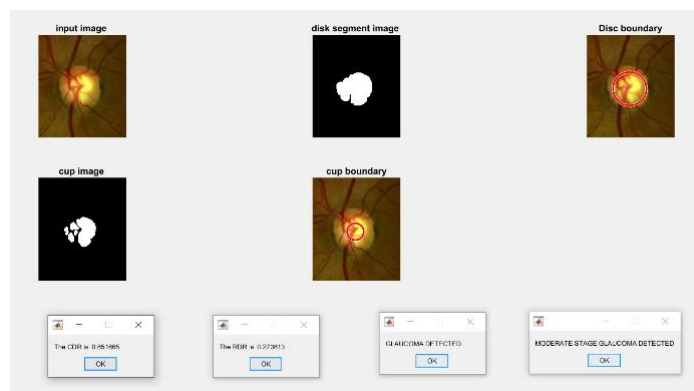 input image
disk segment image
Disc boundary
cup image
cup boundary
The CDR is 0.651665
OK
The RDR is 0.273613
OK
GLAUCOMA DETECTED
OK
MODERATE STAGE GLAUCOMA DETECTED
OK